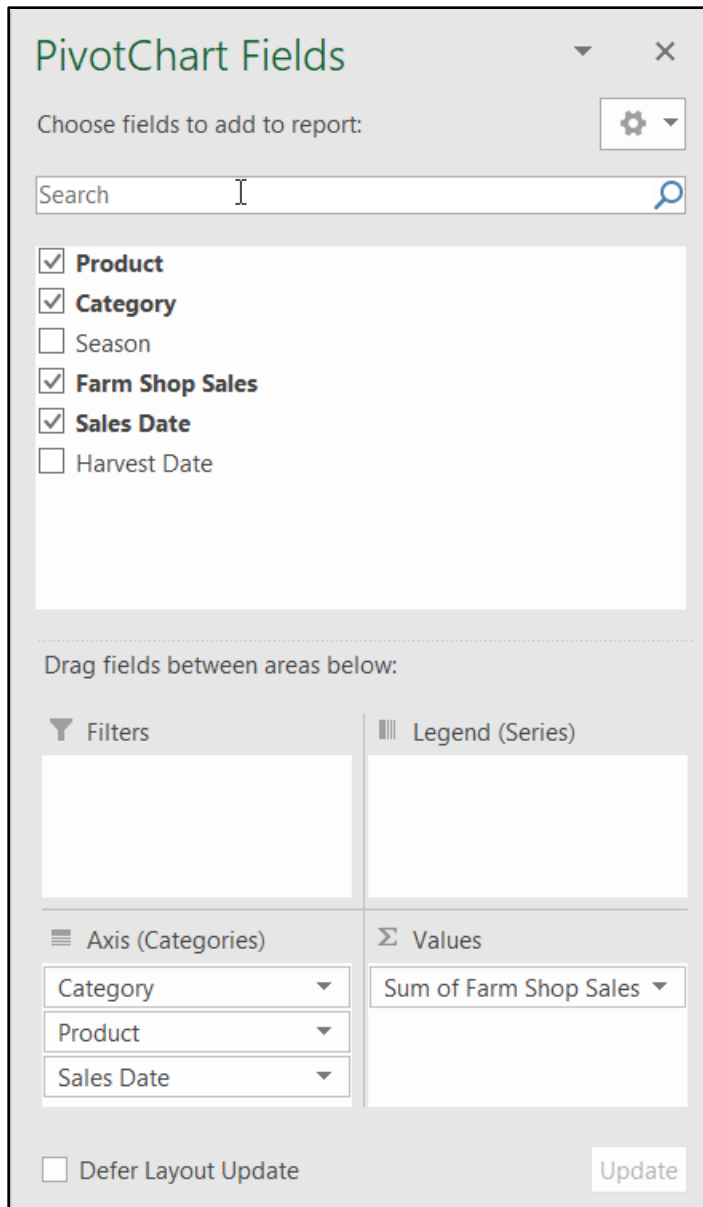 PivotChart Fields
Choose fields to add to report:
Search
Product
Category
Season
Farm Shop Sales
Sales Date
Harvest Date
Drag fields between areas below:
Filters
Legend (Series)
Axis (Categories)
Σ Values
Category
Sum of Farm Shop Sales
Product
Sales Date
Defer Layout Update
Update